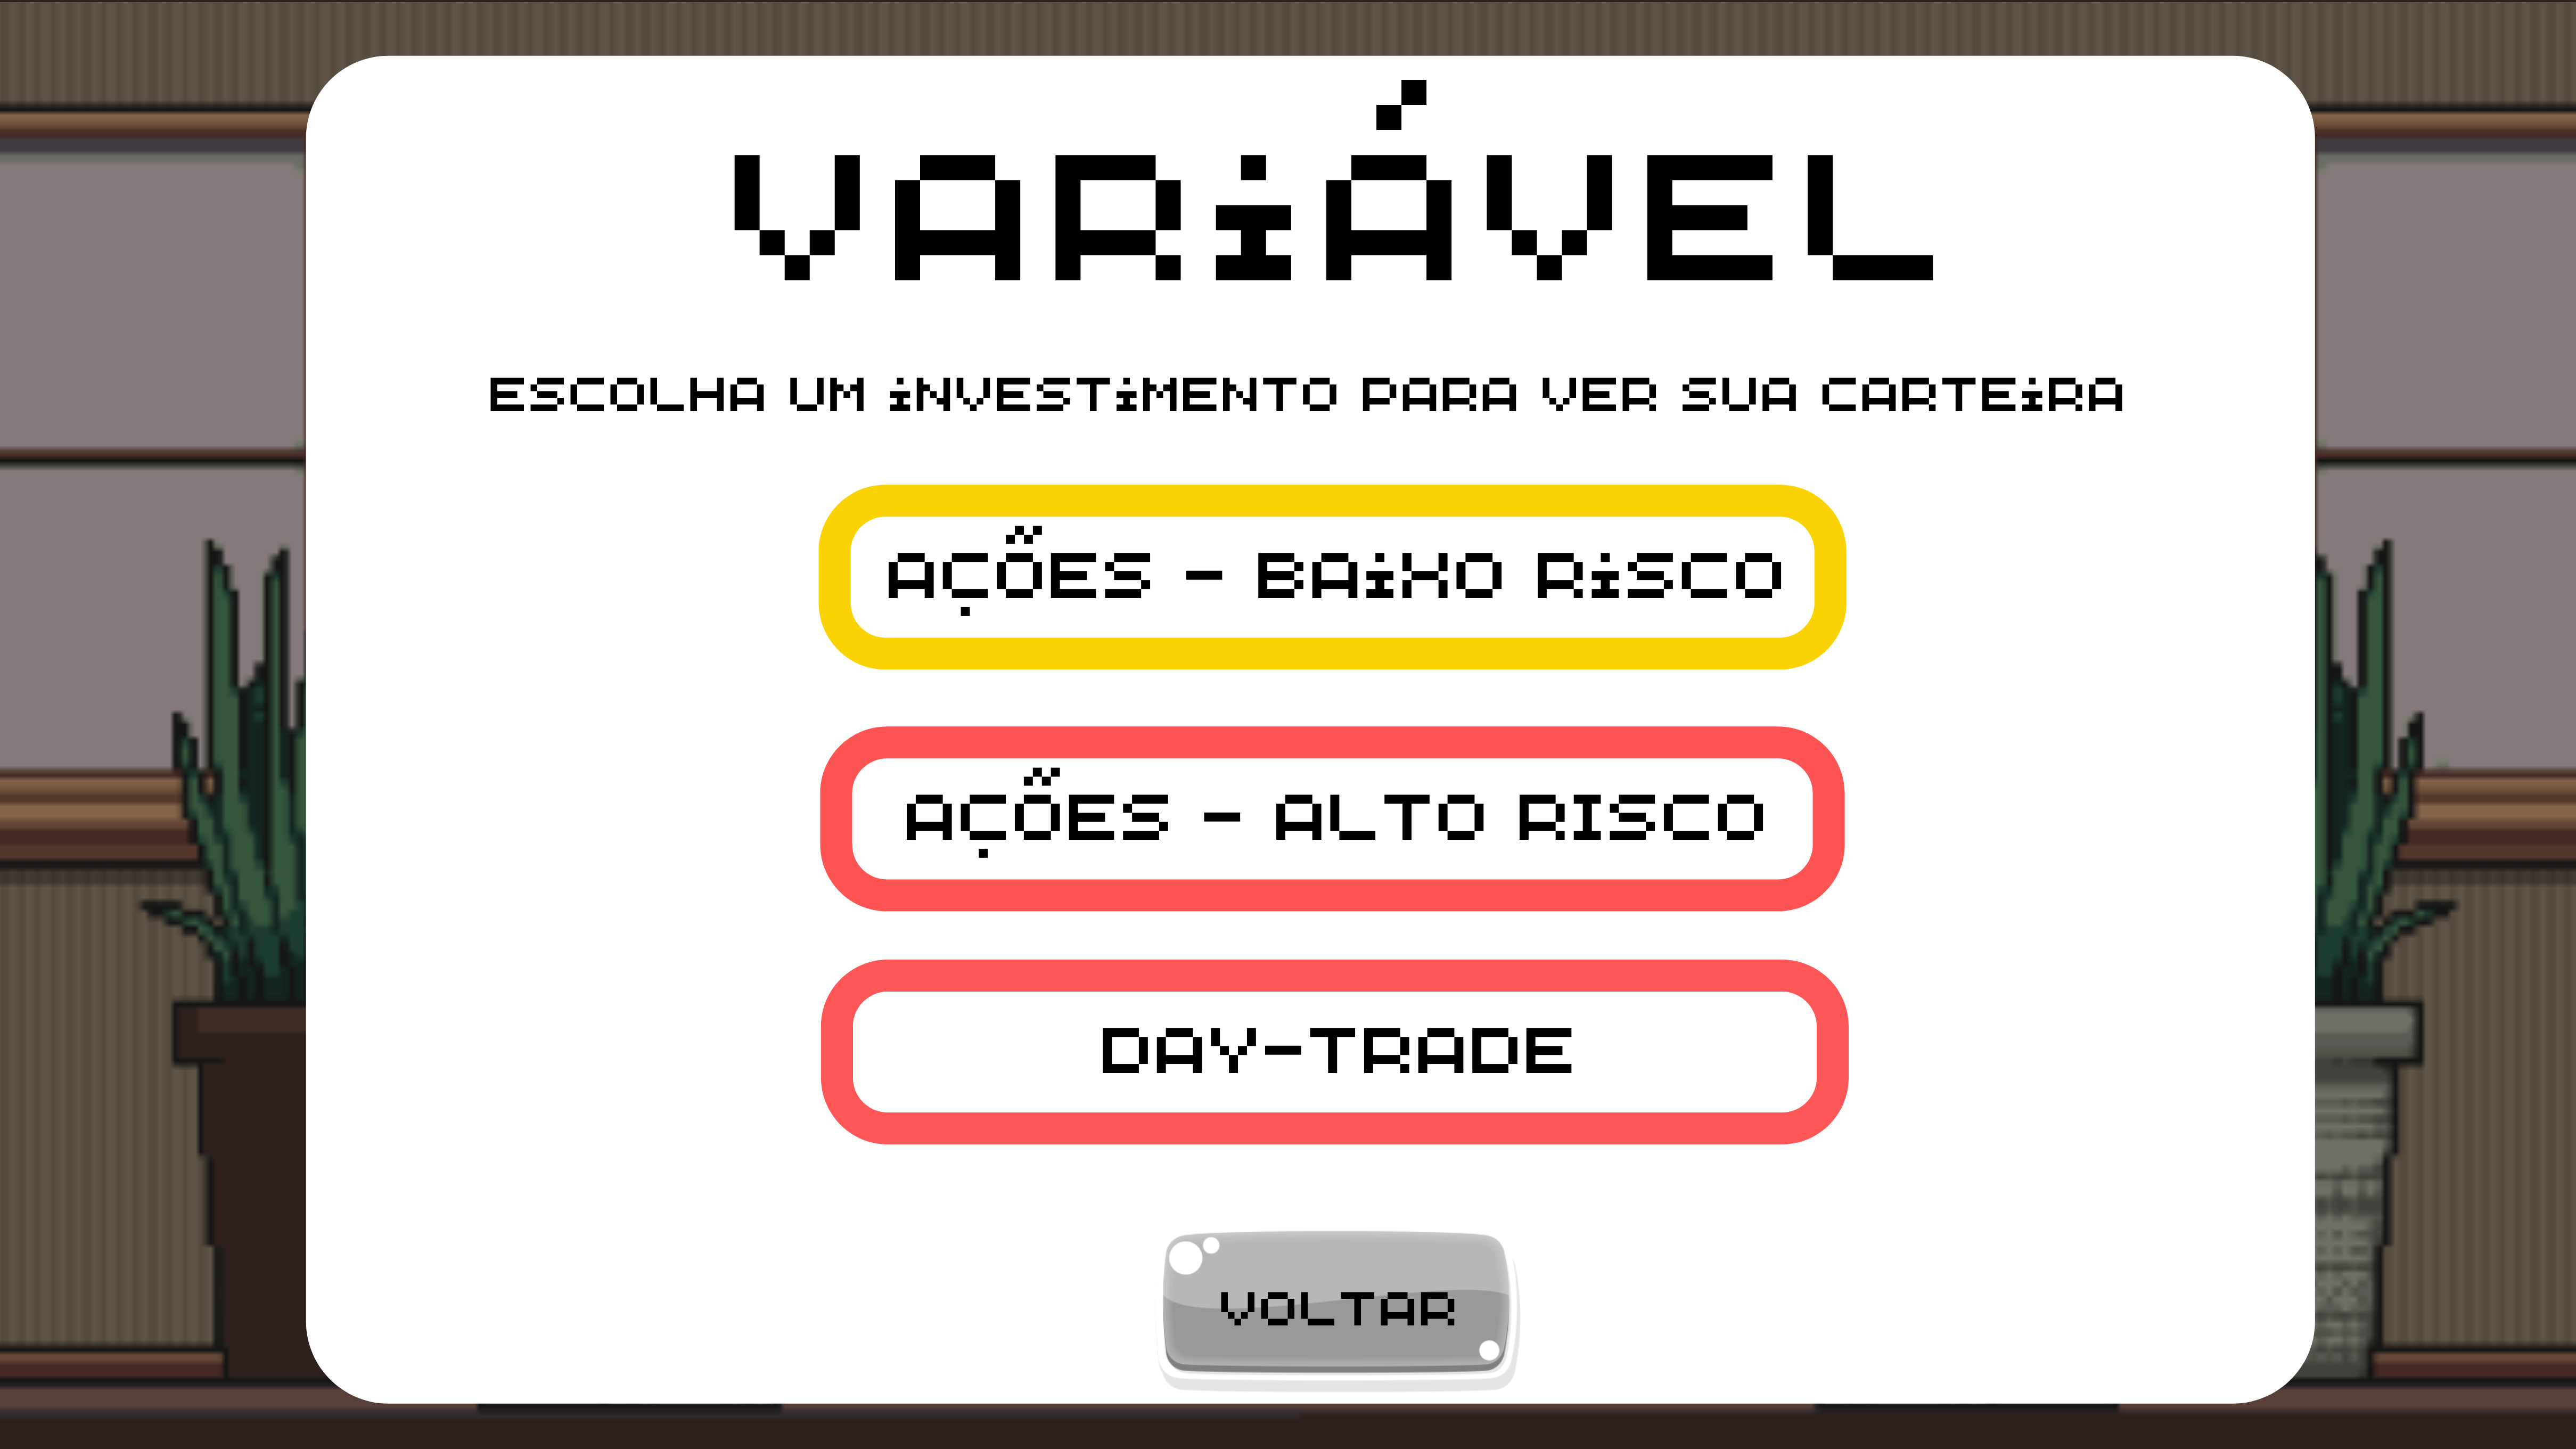 VARiÁVEL
ESCOLHA UM iNVESTiMENTO PARA VER SUA CARTEiRA
AÇÕES - BAiXO RiSCO
AÇÕES - ALTO RISCO
DAY-TRADE
VOLTAR